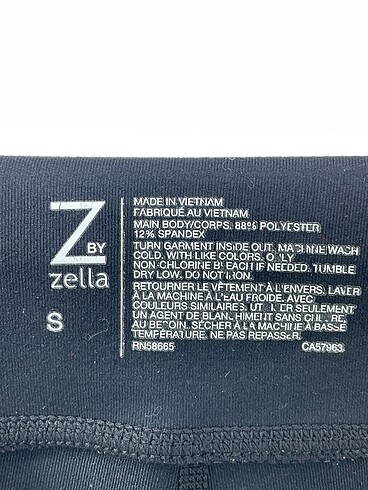 Z BY
zella
S
MADE IN VIETNAM
FABRIQUÉ AU VIETNAM
MAIN BODY/CORPS: 88% POLYESTER
12% SPANDEX
TURN GARMENT INSIDE OUT. MACHINE WASH
COLD. WITH LIKE COLORS. ONLY
NON-CHLORINE BLEACH IF NEEDED. TUMBLE
DRY LOW. DO NOT IRON.
RETOURNER LE VÊTEMENT À L'ENVERS. LAVER
À LA MACHINE À L'EAU FROIDE. AVEC
COULEURS SIMILAIRES. UTILISER SEULEMENT
UN AGENT DE BLANCHIMENT SANS CHLORE
AU BESOIN. SÉCHER À LA MACHINE À BASSE
TEMPÉRATURE. NE PAS REPASSER.
RN58665 CA57963